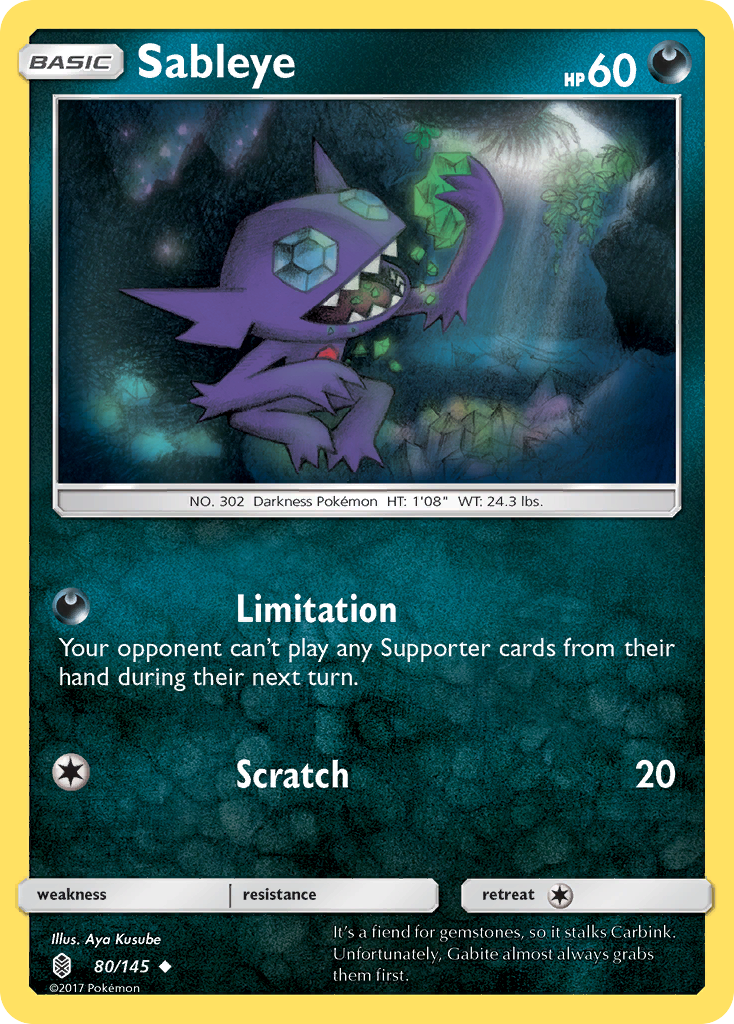 BASIC Sableye HP 60
NO. 302 Darkness Pokémon HT: 1'08" WT: 24.3 lbs.
Limitation
Your opponent can't play any Supporter cards from their
hand during their next turn.
Scratch 20
weakness resistance retreat
Illus. Aya Kusube
80/145
©2017 Pokémon
It's a fiend for gemstones, so it stalks Carbink.
Unfortunately, Gabite almost always grabs
them first.